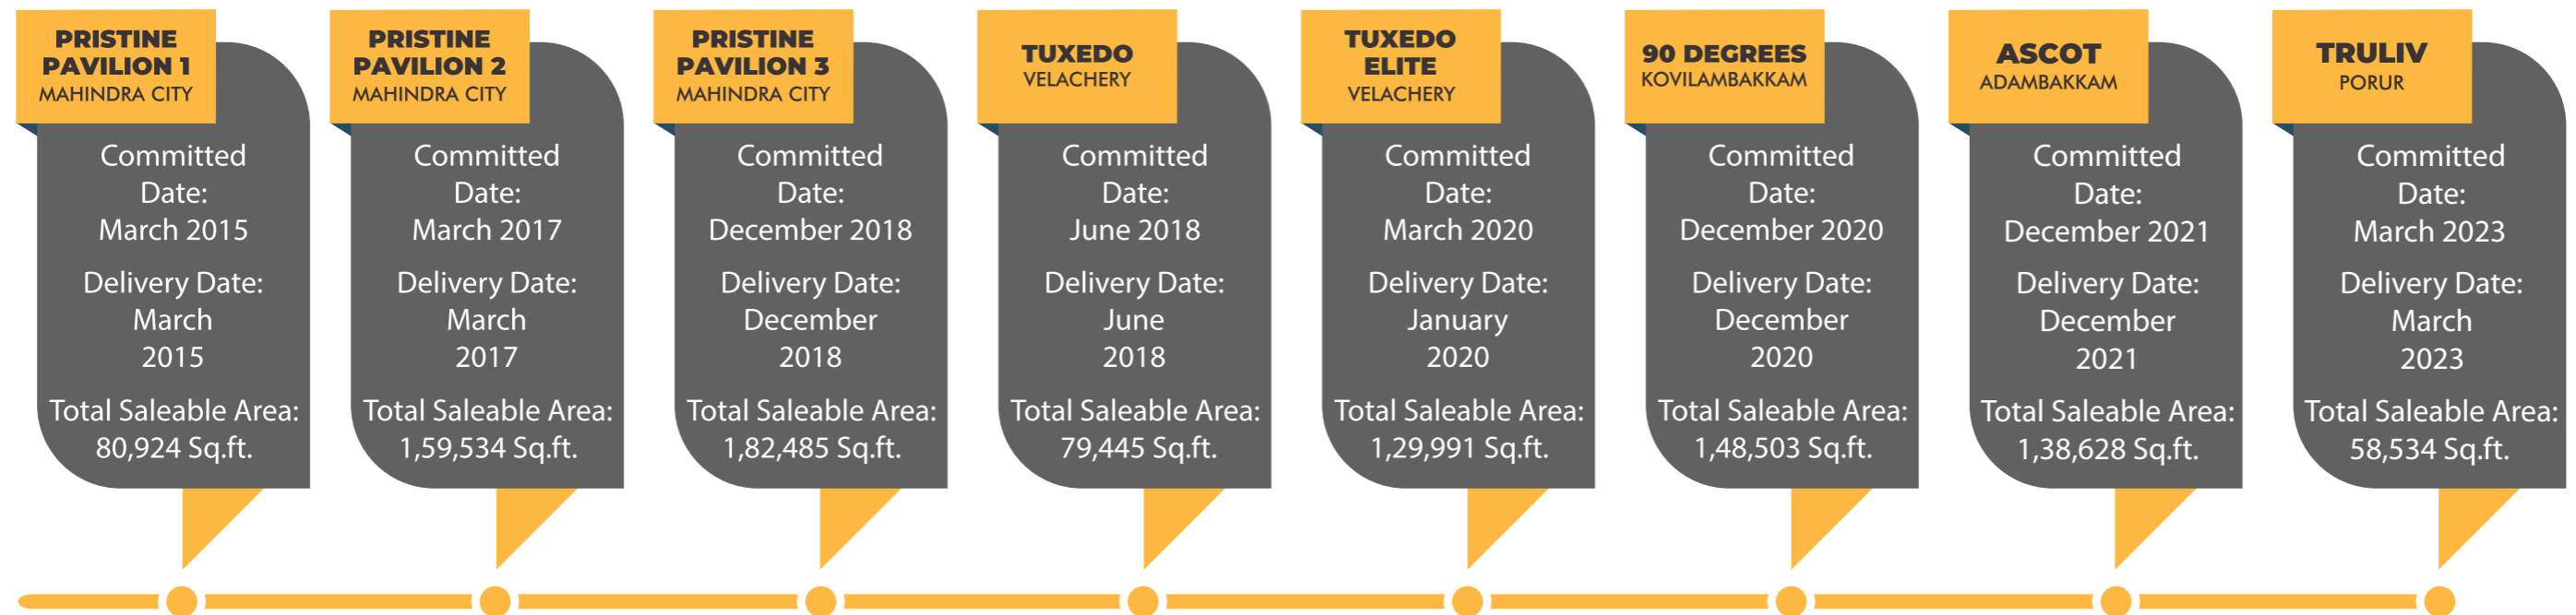 PRISTINE
PAVILION 1
MAHINDRA CITY
Committed
Date:
March 2015
Delivery Date:
March
2015
Total Saleable Area:
80,924 Sq.ft.
PRISTINE
PAVILION 2
MAHINDRA CITY
Committed
Date:
March 2017
Delivery Date:
March
2017
Total Saleable Area:
1,59,534 Sq.ft.
PRISTINE
PAVILION 3
MAHINDRA CITY
Committed
Date:
December 2018
Delivery Date:
December
2018
Total Saleable Area:
1,82,485 Sq.ft.
TUXEDO
VELACHERY
Committed
Date:
June 2018
Delivery Date:
June
2018
Total Saleable Area:
79,445 Sq.ft.
TUXEDO
ELITE
VELACHERY
Committed
Date:
March 2020
Delivery Date:
January
2020
Total Saleable Area:
1,29,991 Sq.ft.
90 DEGREES
KOVILAMBAKKAM
Committed
Date:
December 2020
Delivery Date:
December
2020
Total Saleable Area:
1,48,503 Sq.ft.
ASCOT
ADAMBAKKAM
Committed
Date:
December 2021
Delivery Date:
December
2021
Total Saleable Area:
1,38,628 Sq.ft.
TRULIV
PORUR
Committed
Date:
March 2023
Delivery Date:
March
2023
Total Saleable Area:
58,534 Sq.ft.